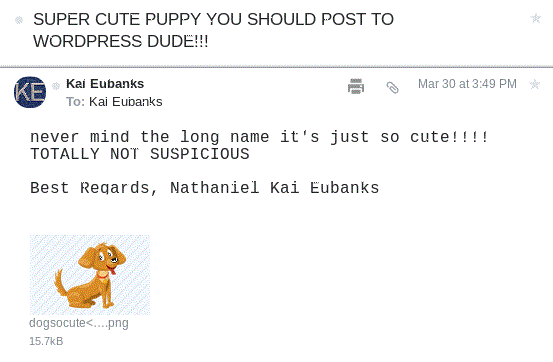 SUPER CUTE PUPPY YOU SHOULD POST TO
WORDPRESS DUDE!!!
KE
Kai Eubanks
Mar 30 at 3:49 PM
To: Kai Eubanks
never mind the long name it's just so cute!!!!
TOTALLY NOT SUSPICIOUS
Best Regards, Nathaniel Kai Eubanks
dogsocute<....png
15.7kB